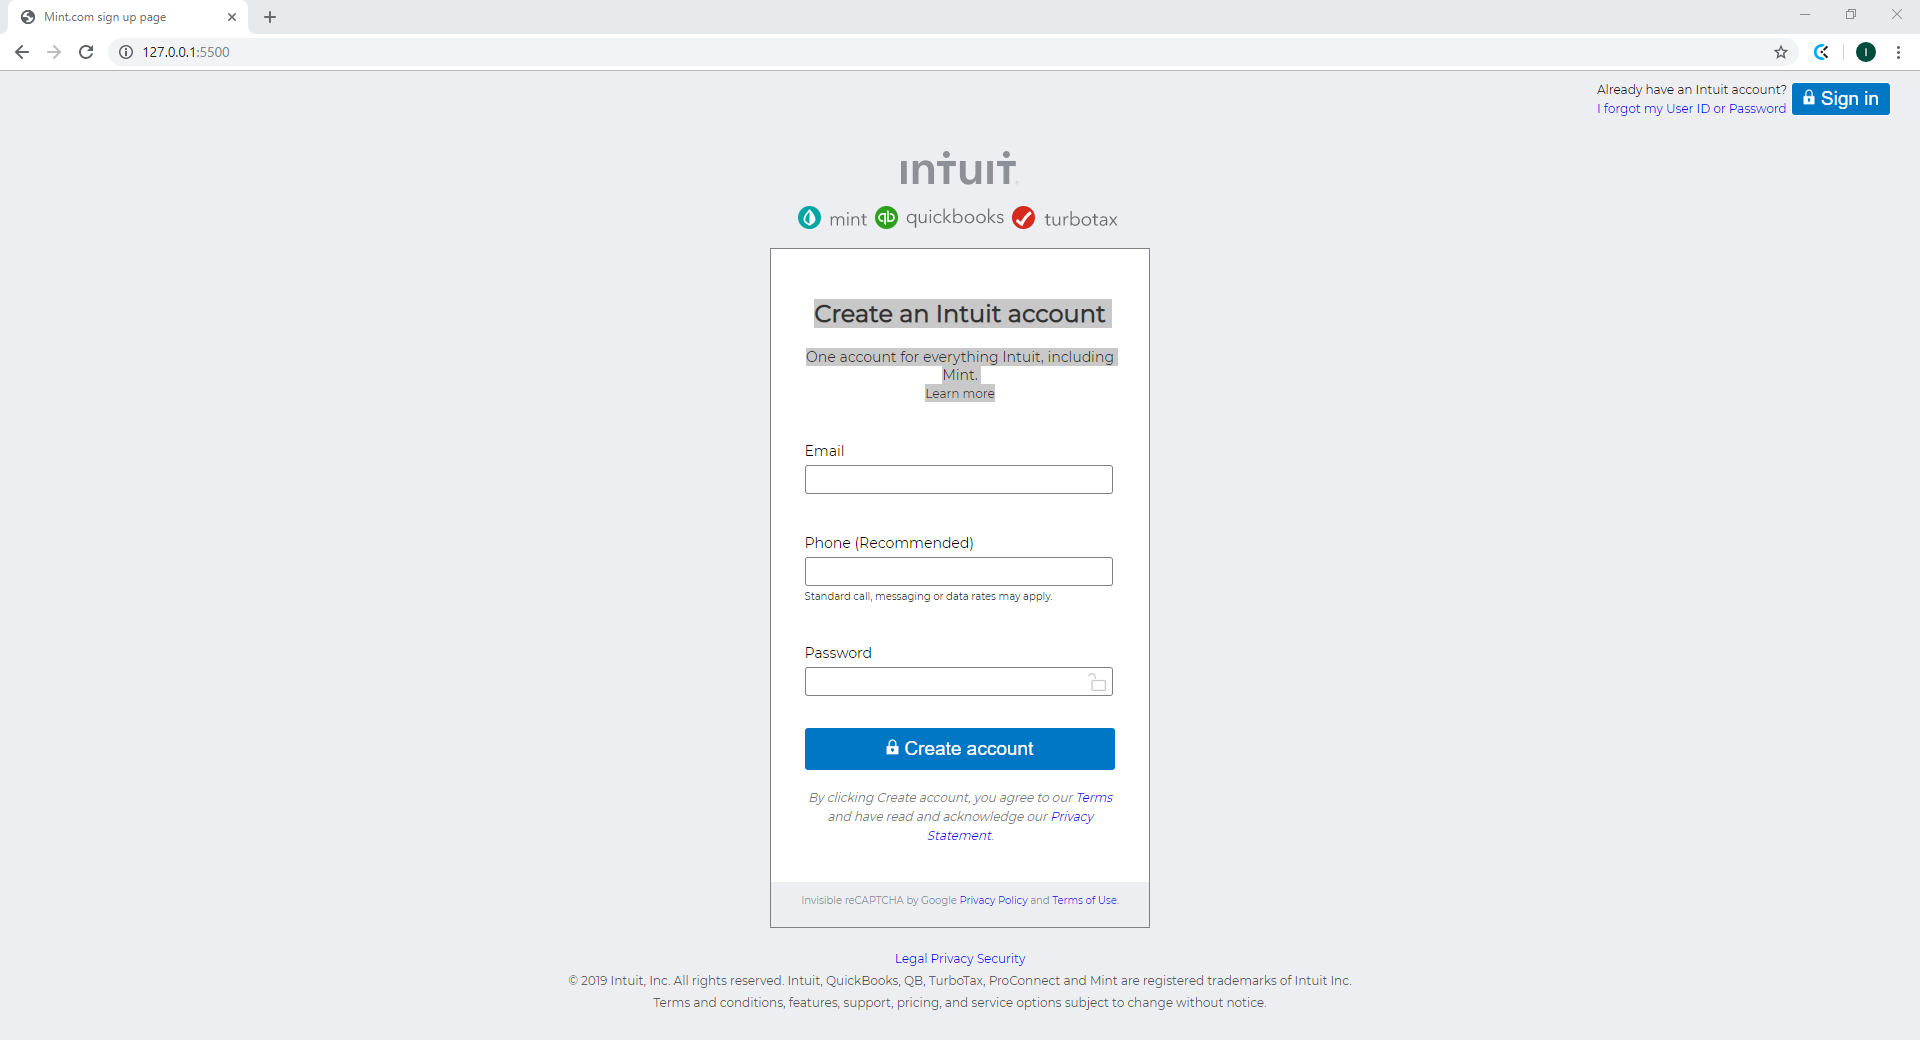 Mint.com sign up page
127.0.0.1:5500
I
Already have an Intuit account?
I forgot my User ID or Password
Sign in
intuit
mint qb quickbooks turbotax
Create an Intuit account
One account for everything Intuit, including
Mint.
Learn more
Email
Phone (Recommended)
Standard call, messaging or data rates may apply.
Password
Create account
By clicking Create account, you agree to our Terms
and have read and acknowledge our Privacy
Statement.
Invisible reCAPTCHA by Google Privacy Policy and Terms of Use.
Legal Privacy Security
© 2019 Intuit, Inc. All rights reserved. Intuit, QuickBooks, QB, TurboTax, ProConnect and Mint are registered trademarks of Intuit Inc.
Terms and conditions, features, support, pricing, and service options subject to change without notice.